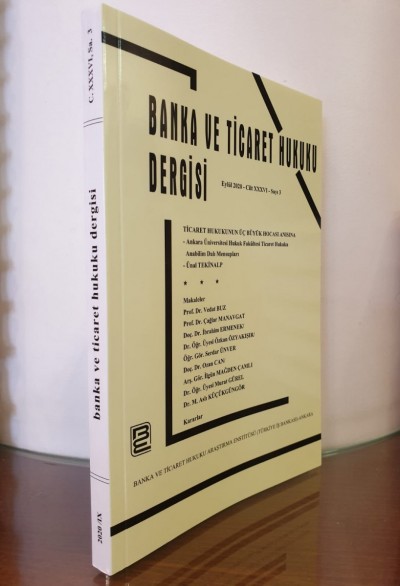 C. XXXVI, Sa. 3
banka ve ticaret hukuku dergisi
2020/IX
BANKA VE TİCARET HUKUKU
DERGİSİ
Eylül 2020 - Cilt XXXVI - Sayı 3
TİCARET HUKUKUNUN ÜÇ BÜYÜK HOCASI ANISINA
- Ankara Üniversitesi Hukuk Fakültesi Ticaret Hukuku
Anabilim Dalı Mensupları
- Ünal TEKİNALP
* * *
Makaleler
Prof. Dr. Vedat BUZ
Prof. Dr. Çağlar MANAVGAT
Doç. Dr. İbrahim ERMENEK/
Dr. Öğr. Üyesi Özkan ÖZYAKIŞIR/
Öğr. Gör. Serdar ÜNVER
Doç. Dr. Ozan CAN/
Arş. Gör. Ilgın MAĞDEN ÇAMLI
Dr. Öğr. Üyesi Murat GÜREL
Dr. M. Aslı KÜÇÜKGÜNGÖR
Kararlar
BANKA VE TİCARET HUKUKU ARAŞTIRMA ENSTİTÜSÜ (TÜRKİYE İŞ BANKASI) ANKARA